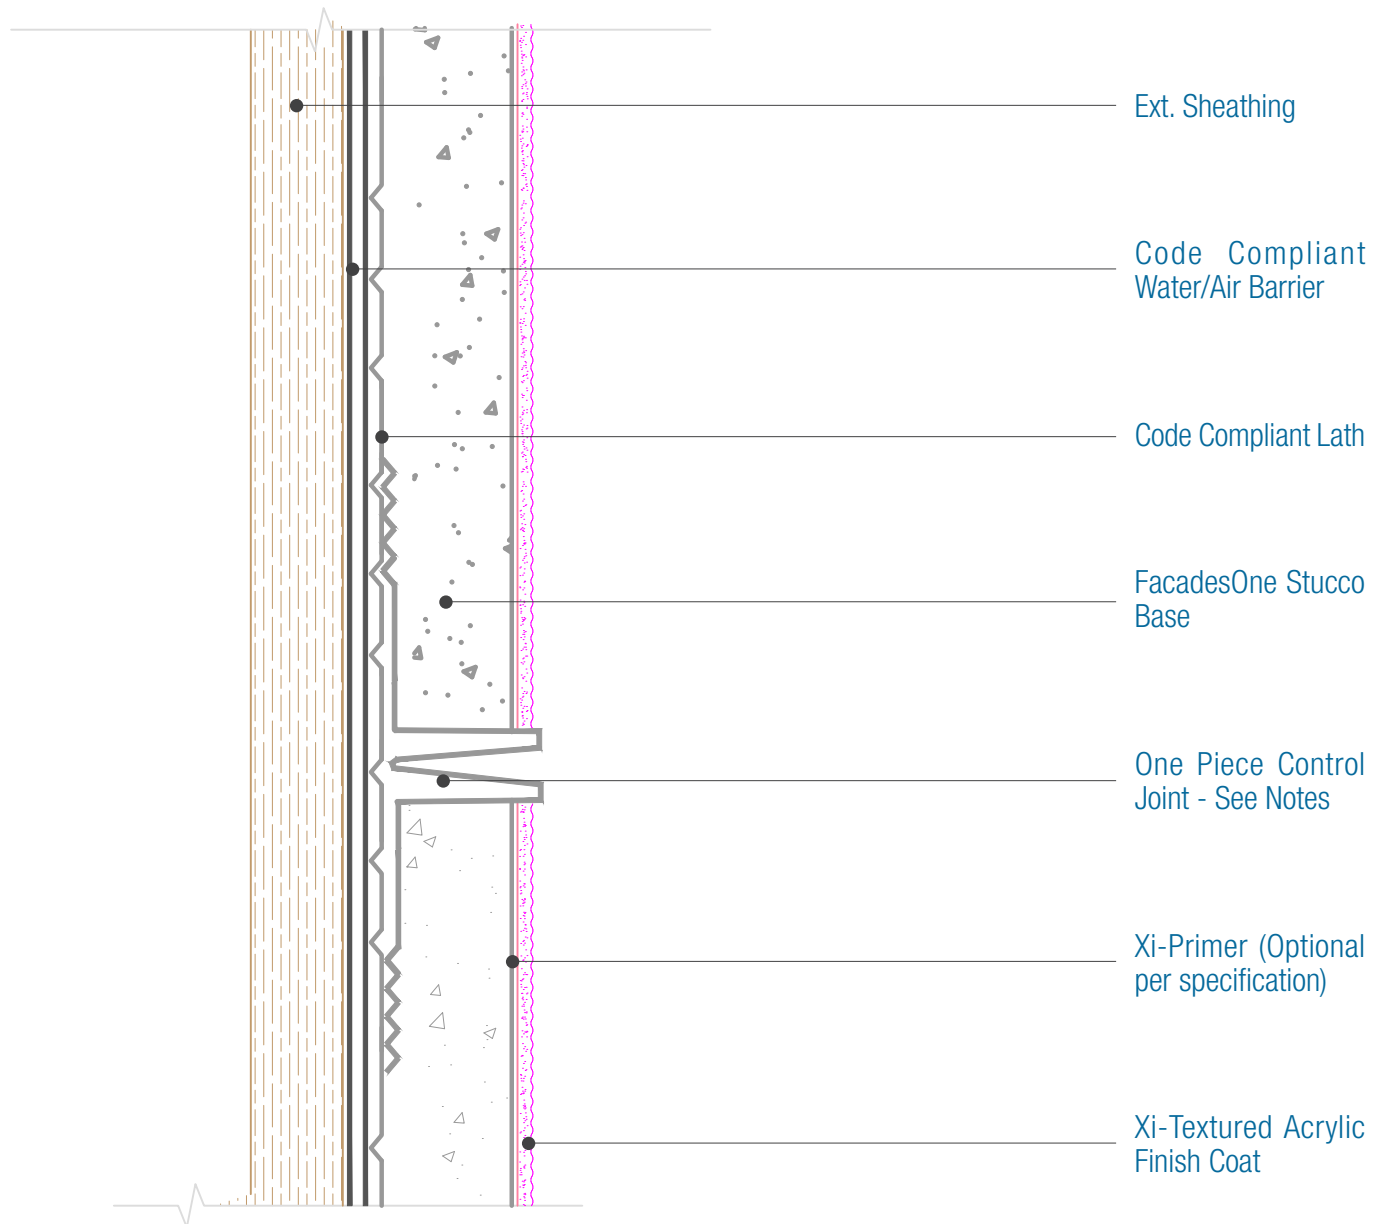 Ext. Sheathing
Code Compliant
Water/Air Barrier
Code Compliant Lath
FacadesOne Stucco
Base
One Piece Control
Joint - See Notes
Xi-Primer (Optional
per specification)
Xi-Textured Acrylic
Finish Coat